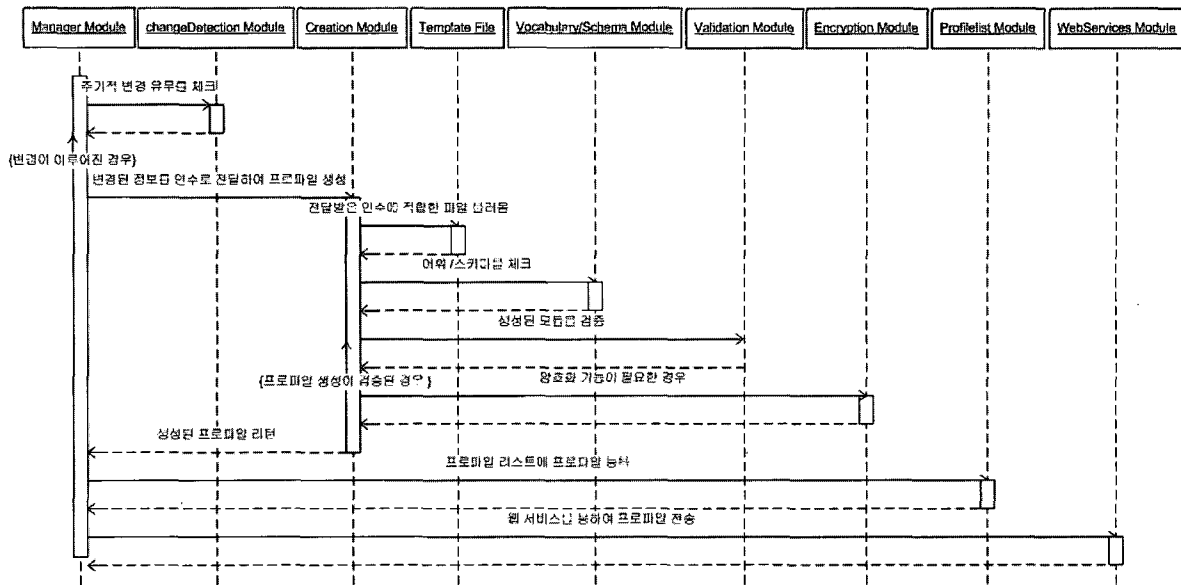 Manager Module
changeDetection Module
Creation Module
Template File
Vocabulary/Schema Module
Validation Module
Encryption Module
Profilelist Module
WebServices Module
주기적 변경 유무를 체크
{변경이 이루어진 경우}
변경된 정보를 인수로 전달하여 프로파일 생성
전달받은 인수에 적합한 파일 불러옴
어휘/스키마를 체크
생성된 모듈을 검증
{프로파일 생성이 검증된 경우 }
암호화 기능이 필요한 경우
생성된 프로파일 리턴
프로파일 리스트에 프로파일 등록
웹 서비스를 통하여 프로파일 전송